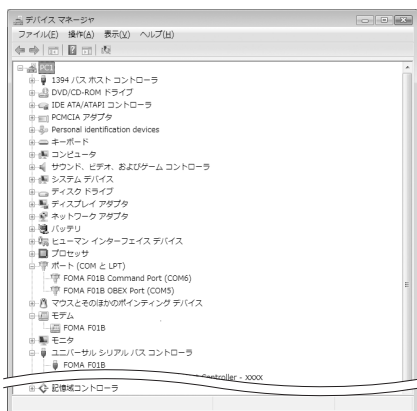 デバイス マネージャ
ファイル(F) 操作(A) 表示(V) ヘルプ(H)
PC1
1394 バス ホスト コントローラ
DVD/CD-ROM ドライブ
IDE ATA/ATAPI コントローラ
PCMCIA アダプタ
Personal identification devices
キーボード
コンピュータ
サウンド、ビデオ、およびゲーム コントローラ
システム デバイス
ディスク ドライブ
ディスプレイ アダプタ
ネットワーク アダプタ
バッテリ
ヒューマン インターフェイス デバイス
プロセッサ
ポート (COM と LPT)
FOMA F01B Command Port (COM6)
FOMA F01B OBEX Port (COM5)
マウスとそのほかのポインティング デバイス
モデム
FOMA F01B
モニタ
ユニバーサル シリアル バス コントローラ
FOMA F01B
Controller - xxxx
記憶域コントローラ